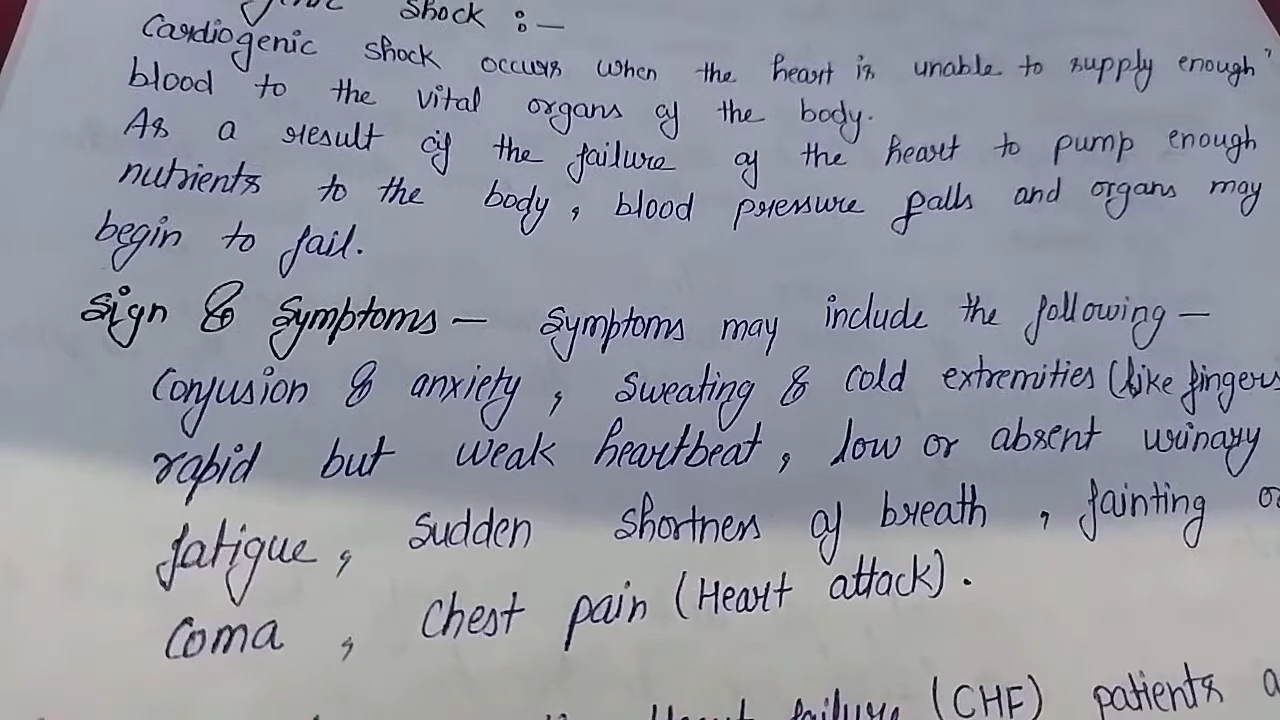 Shock :—
Cardiogenic shock occurs when the heart is unable to supply enough
blood to the vital organs of the body.
As a result of the failure of the heart to pump enough
nutrients to the body, blood pressure falls and organs may
begin to fail.
Sign & Symptoms — Symptoms may include the following —
Confusion & anxiety, Sweating & cold extremities (like fingers
rapid but weak heartbeat, low or absent urinary
fatigue, Sudden shortness of breath, fainting or
Coma, Chest pain (Heart attack).
Heart failure (CHF) patients a